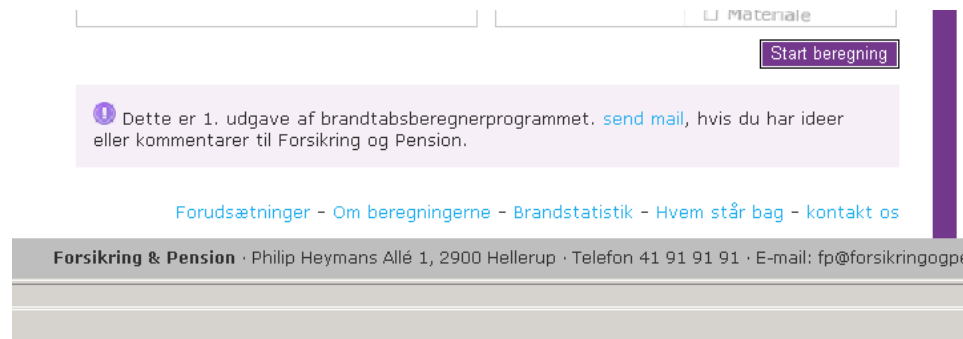 Materiale
Start beregning
Dette er 1. udgave af brandtabsberegnerprogrammet. send mail, hvis du har ideer
eller kommentarer til Forsikring og Pension.
Forudsætninger - Om beregningerne - Brandstatistik - Hvem står bag - kontakt os
Forsikring & Pension · Philip Heymans Allé 1, 2900 Hellerup · Telefon 41 91 91 91 · E-mail: fp@forsikringogpe